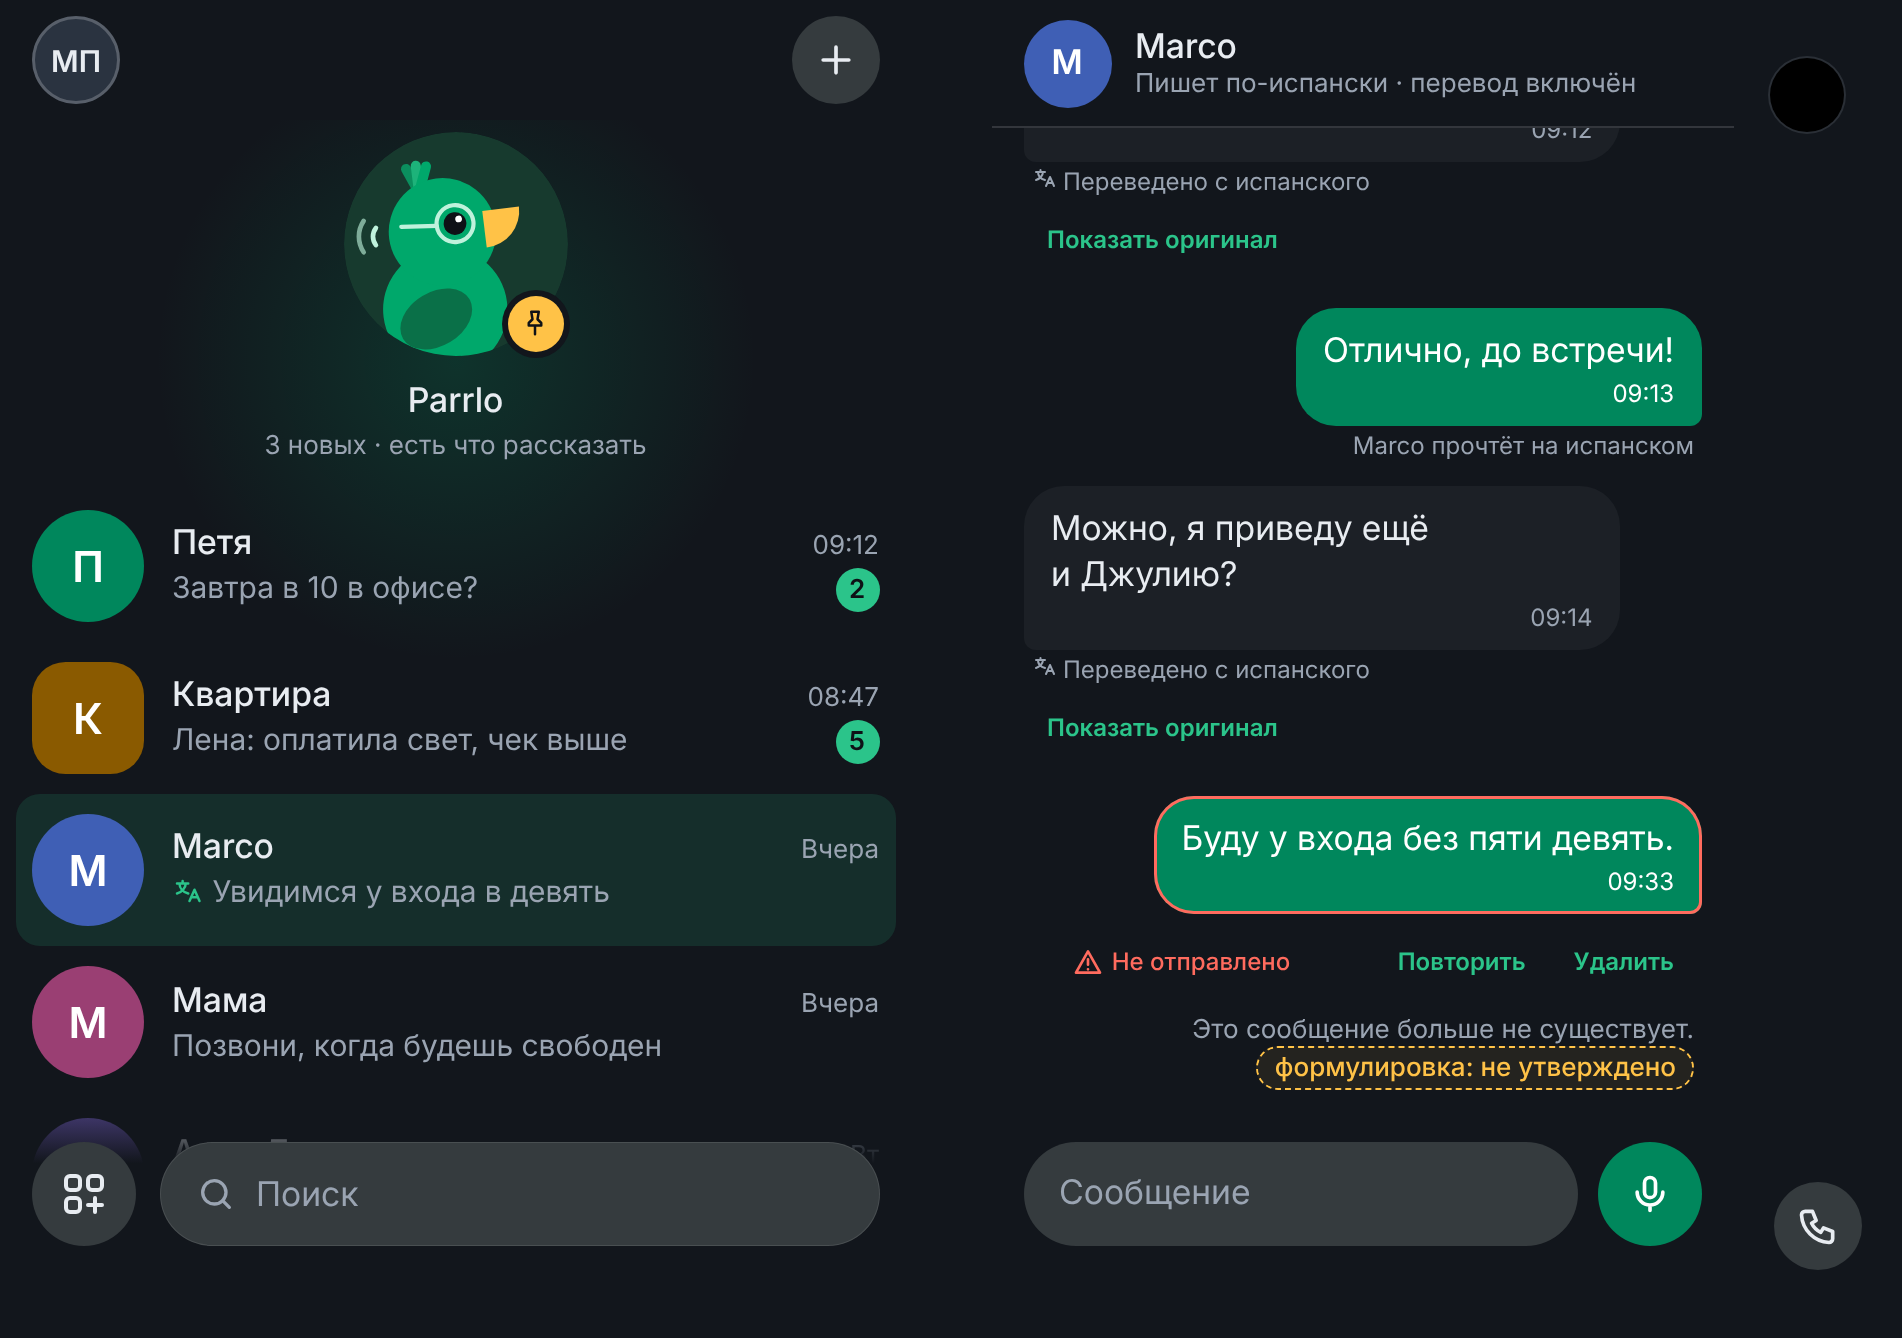 МП
Parrlo
3 новых · есть что рассказать
П
Петя
09:12
Завтра в 10 в офисе?
2
К
Квартира
08:47
Лена: оплатила свет, чек выше
5
M
Marco
Вчера
Увидимся у входа в девять
М
Мама
Вчера
Позвони, когда будешь свободен
Поиск
M
Marco
Пишет по-испански · перевод включён
09:12
Переведено с испанского
Показать оригинал
Отлично, до встречи!
09:13
Marco прочтёт на испанском
Можно, я приведу ещё
и Джулию?
09:14
Переведено с испанского
Показать оригинал
Буду у входа без пяти девять.
09:33
Не отправлено
Повторить
Удалить
Это сообщение больше не существует.
формулировка: не утверждено
Сообщение